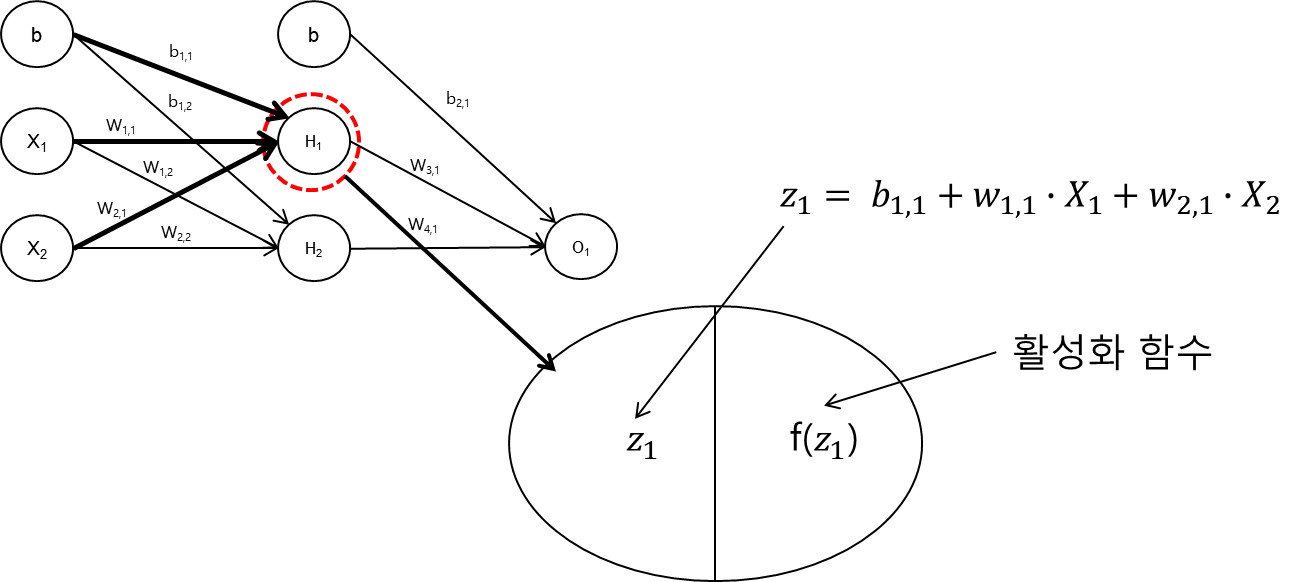 b
b
b₁,₁
b₁,₂
b₂,₁
X₁
W₁,₁
H₁
W₁,₂
W₃,₁
W₂,₁
W₂,₂
X₂
H₂
W₄,₁
O₁
z₁ = b₁,₁ + w₁,₁ · X₁ + w₂,₁ · X₂
활성화 함수
z₁
f(z₁)